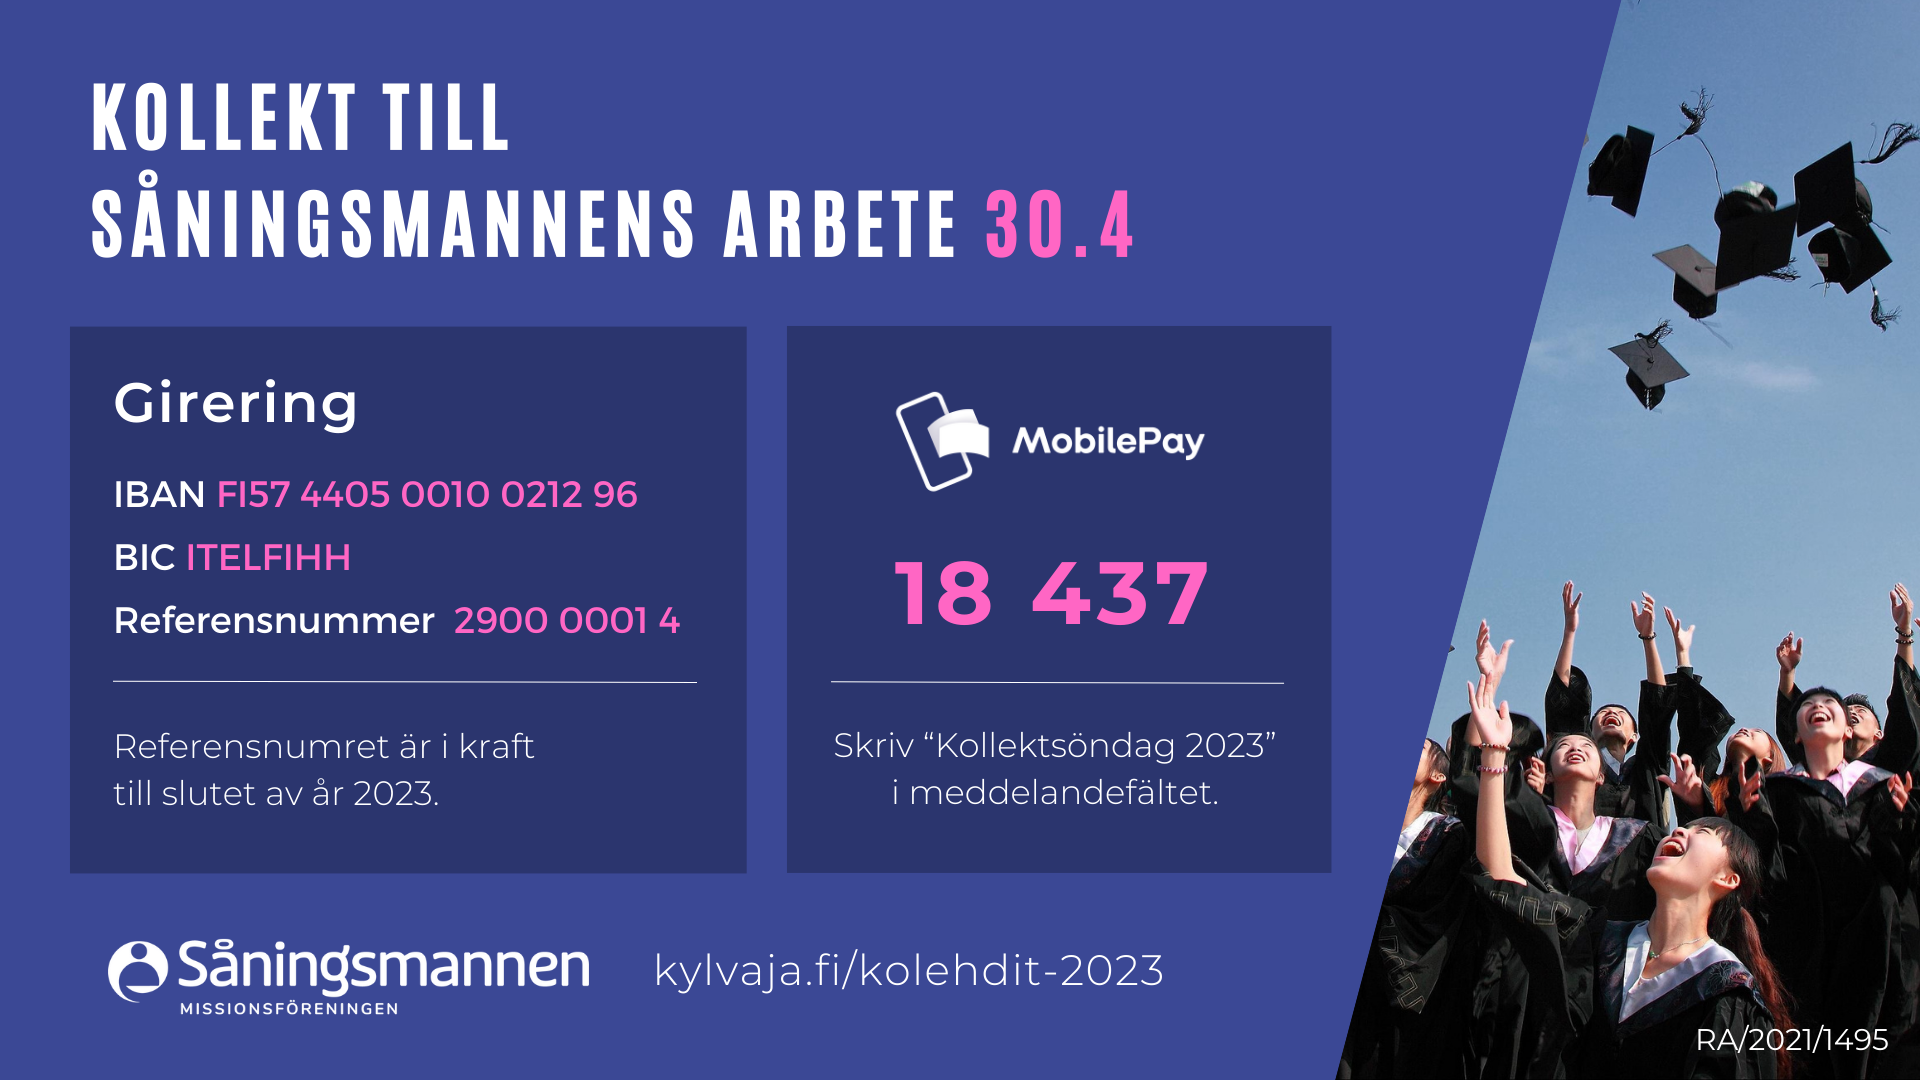 KOLLEKT TILL
SÅNINGSMANNENS ARBETE 30.4
Girering
IBAN FI57 4405 0010 0212 96
BIC ITELFIHH
Referensnummer 2900 0001 4
Referensnumret är i kraft
till slutet av år 2023.
MobilePay
18 437
Skriv “Kollektsöndag 2023”
i meddelandefältet.
Såningsmannen
MISSIONSFÖRENINGEN
kylvaja.fi/kolehdit-2023
RA/2021/1495